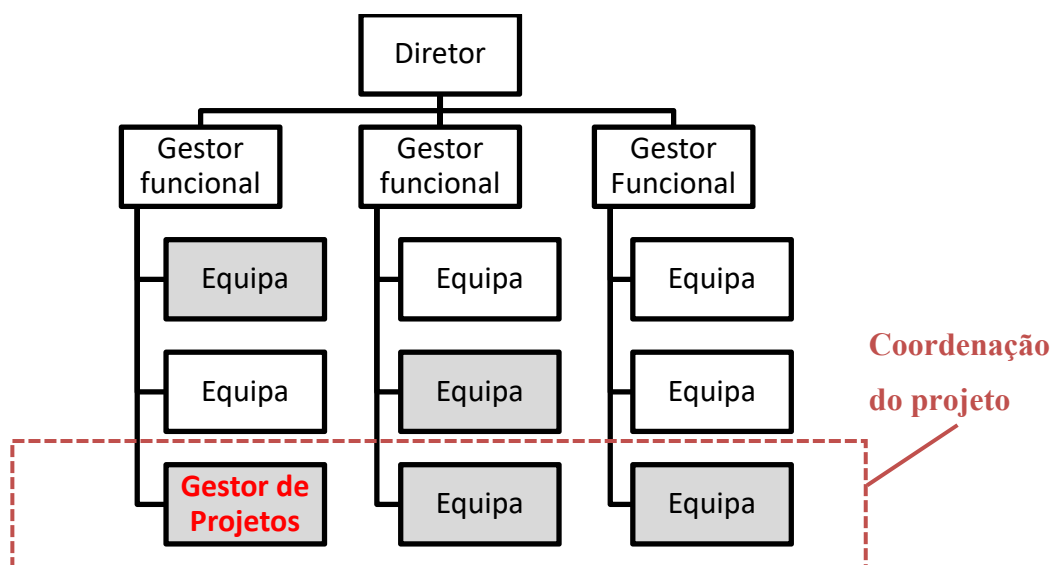 Diretor
Gestor
funcional
Gestor
funcional
Gestor
Funcional
Equipa
Equipa
Equipa
Equipa
Equipa
Equipa
Coordenação
do projeto
Gestor de
Projetos
Equipa
Equipa